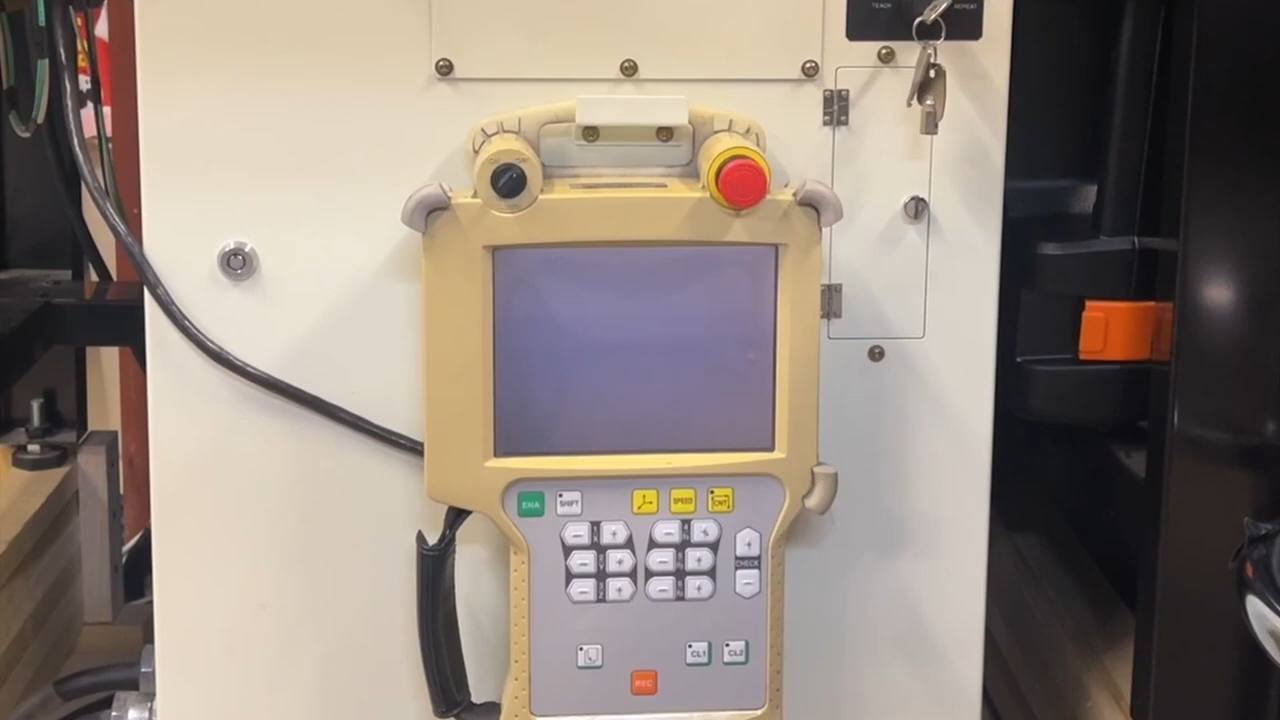 TEACH REPEAT
ENA SHIFT SPEED CNT
CHECK
CL1 CL2
REC